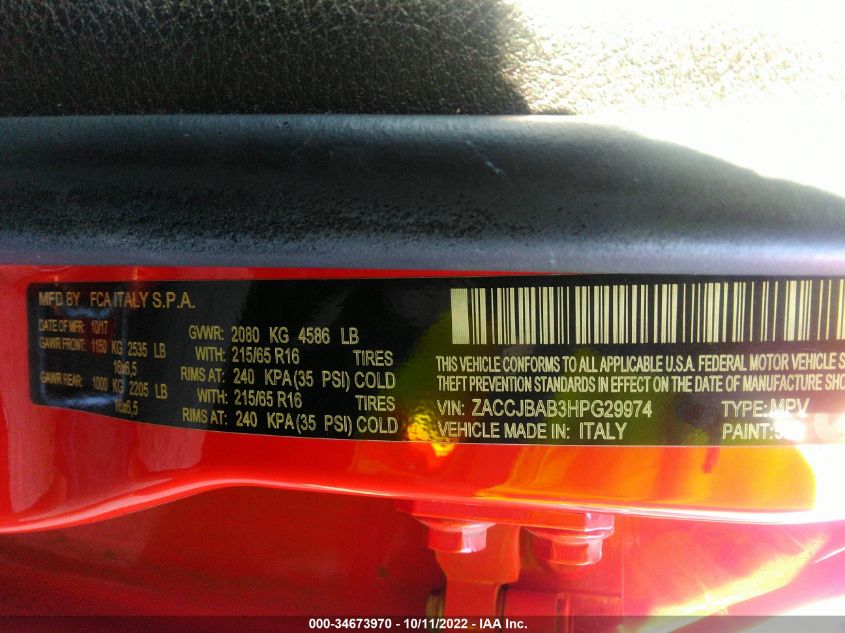 MFD BY FCA ITALY S.P.A.
DATE OF MFR: 10/17
GVWR: 2080 KG 4586 LB
GAWR FRONT: 1150 KG 2535 LB
WITH: 215/65 R16 TIRES
16x6,5
RIMS AT: 240 KPA (35 PSI) COLD
GAWR REAR: 1000 KG 2205 LB
WITH: 215/65 R16 TIRES
16x6,5
RIMS AT: 240 KPA (35 PSI) COLD
THIS VEHICLE CONFORMS TO ALL APPLICABLE U.S.A. FEDERAL MOTOR VEHICLE S
THEFT PREVENTION STANDARDS IN EFFECT ON THE DATE OF MANUFACTURE SHOW
VIN: ZACCJBAB3HPG29974 TYPE: MPV
VEHICLE MADE IN: ITALY PAINT:
000-34673970 - 10/11/2022 - IAA Inc.